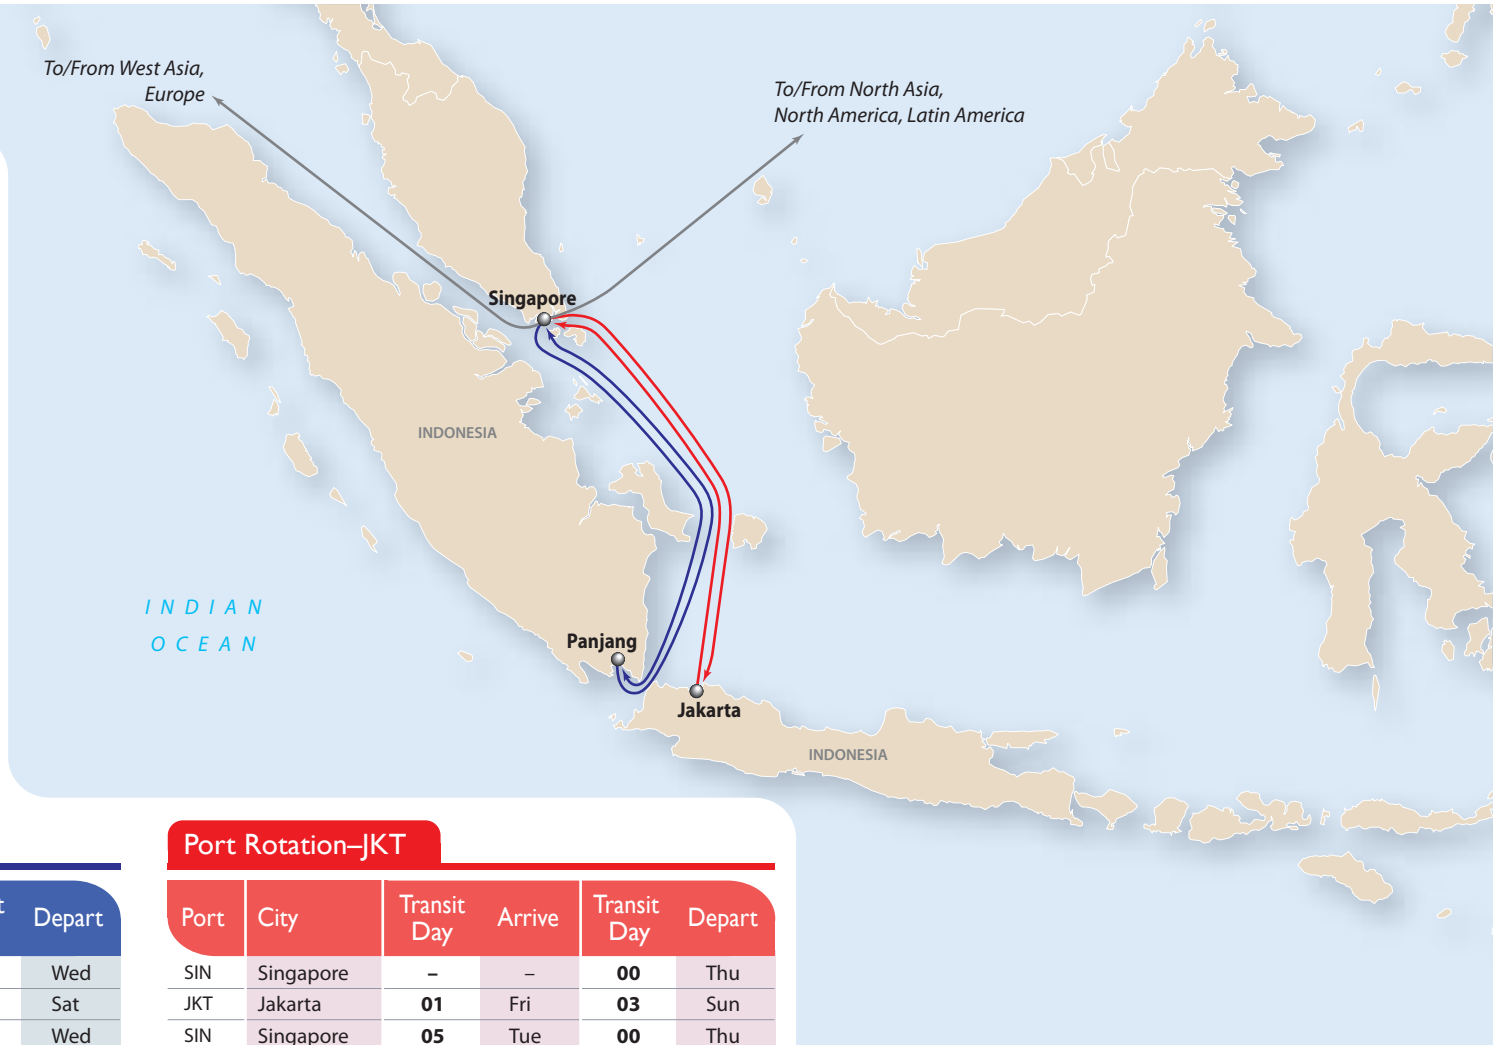 To/From West Asia,
Europe
To/From North Asia,
North America, Latin America
Singapore
INDONESIA
INDIAN
OCEAN
Panjang
Jakarta
INDONESIA
Depart
Wed
Sat
Wed
Port Rotation–JKT
Port City Transit Day Arrive Transit Day Depart
SIN Singapore – – 00 Thu
JKT Jakarta 01 Fri 03 Sun
SIN Singapore 05 Tue 00 Thu